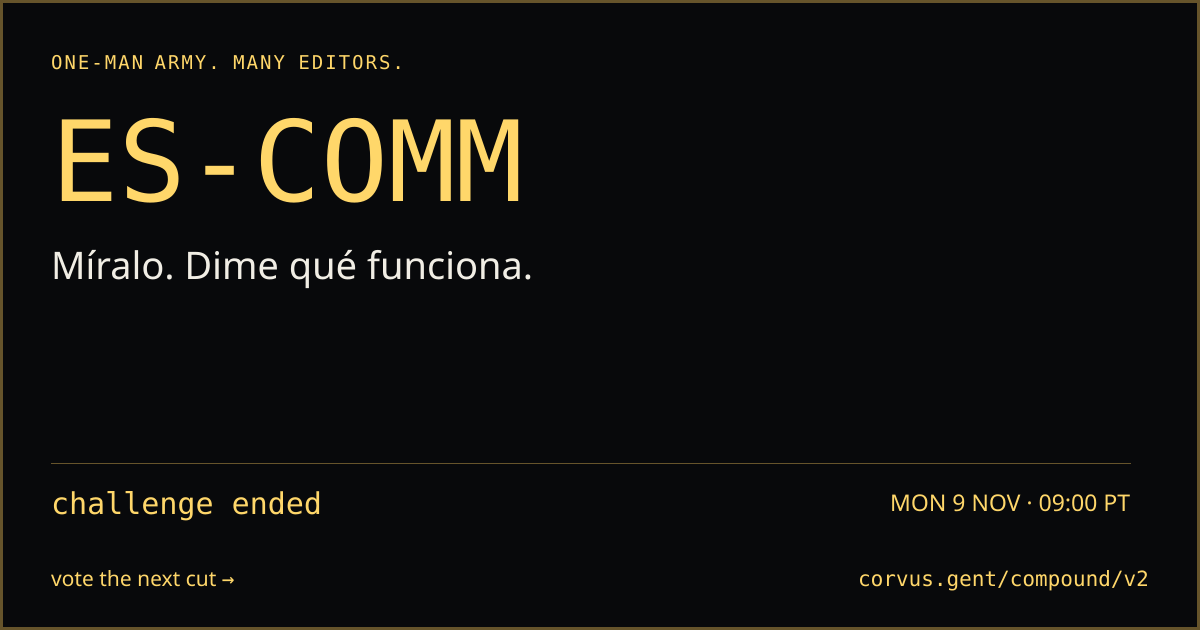 ONE-MAN ARMY. MANY EDITORS.
ES-COMM
Míralo. Dime qué funciona.
challenge ended
MON 9 NOV · 09:00 PT
vote the next cut →
corvus.gent/compound/v2